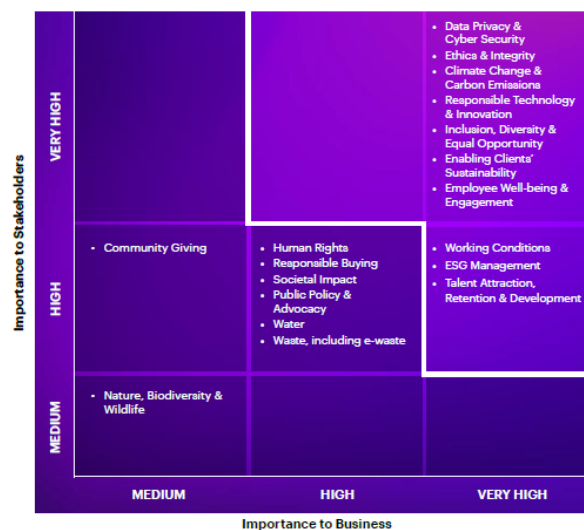 Importance to Stakeholders
VERY HIGH
• Data Privacy &
Cyber Security
• Ethics & Integrity
• Climate Change &
Carbon Emissions
• Responsible Technology
& Innovation
• Inclusion, Diversity &
Equal Opportunity
• Enabling Clients'
Sustainability
• Employee Well-being &
Engagement
HIGH
• Community Giving
• Human Rights
• Responsible Buying
• Societal Impact
• Public Policy &
Advocacy
• Water
• Waste, including e-waste
• Working Conditions
• ESG Management
• Talent Attraction,
Retention & Development
MEDIUM
• Nature, Biodiversity &
Wildlife
MEDIUM
HIGH
VERY HIGH
Importance to Business